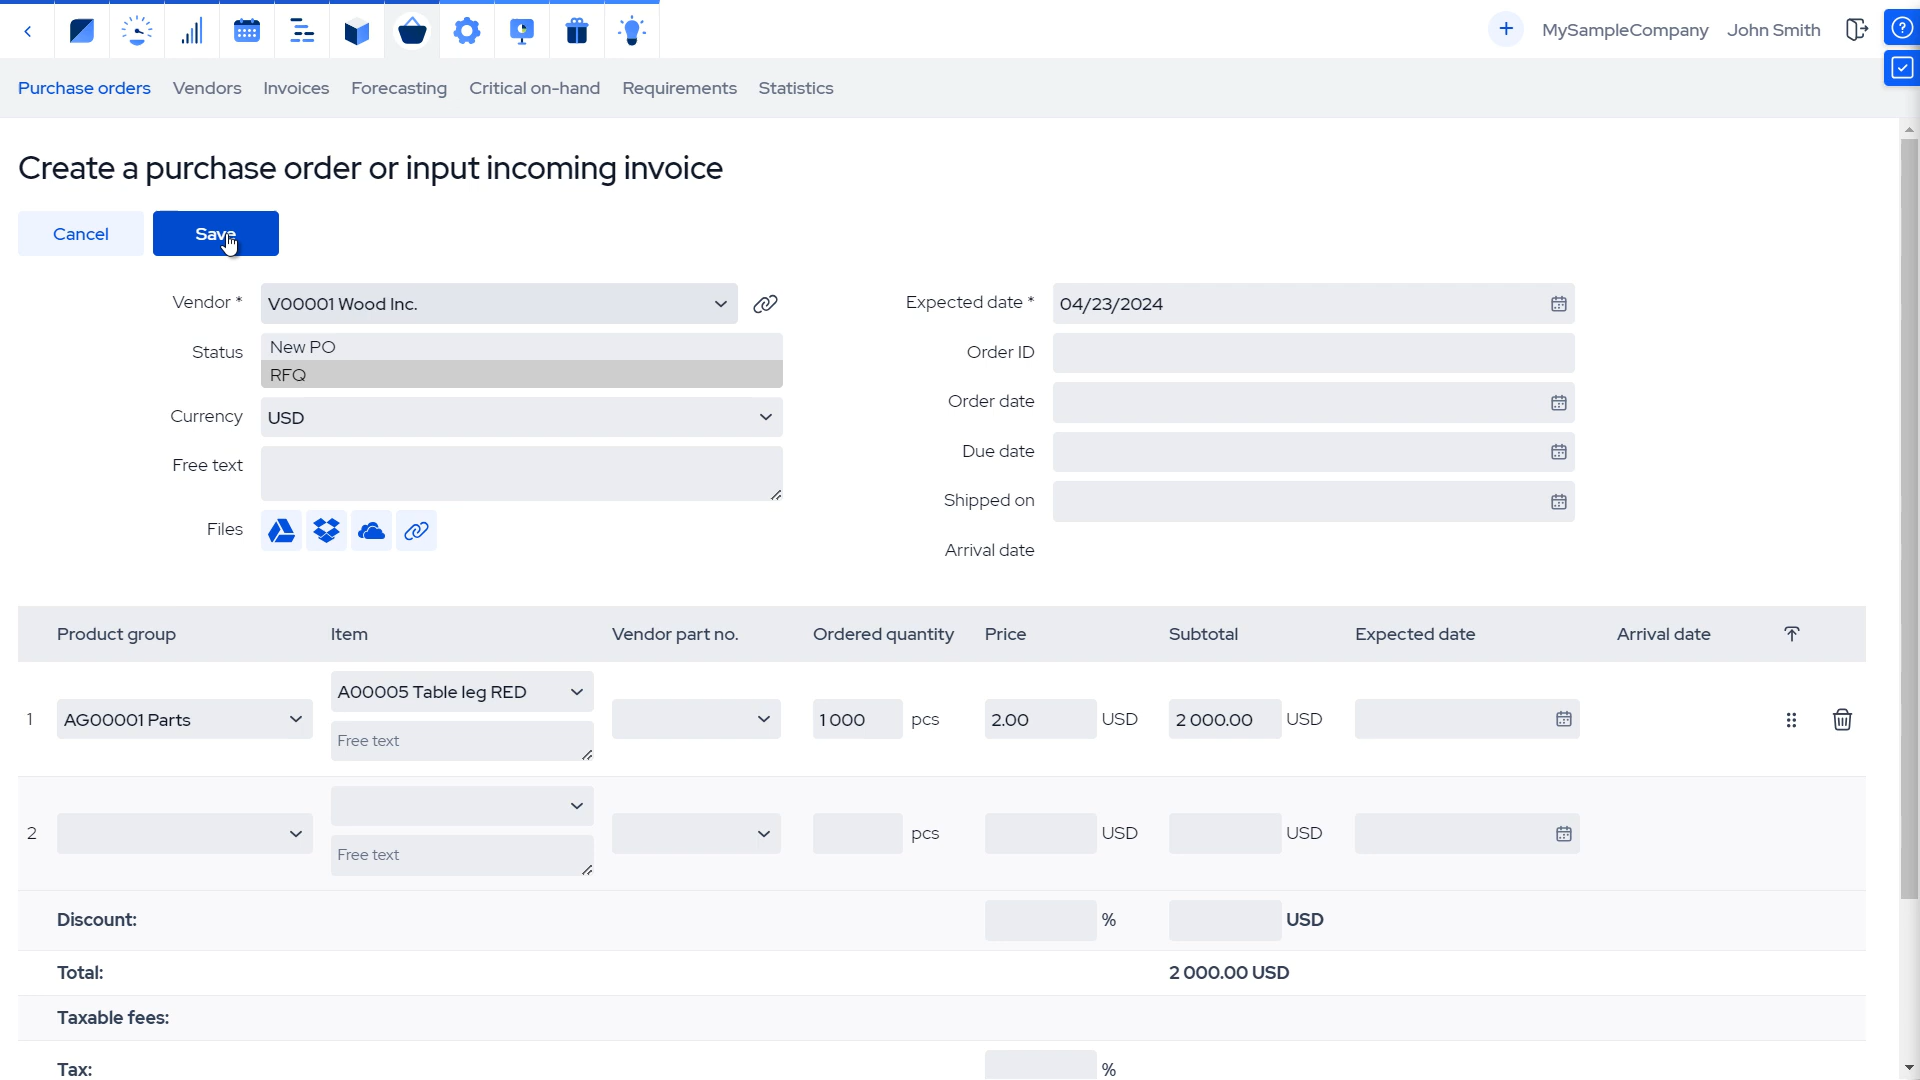 MySampleCompany John Smith
Purchase orders Vendors Invoices Forecasting Critical on-hand Requirements Statistics
Create a purchase order or input incoming invoice
Cancel Save
Vendor * V00001 Wood Inc. Expected date * 04/23/2024
Status New PO Order ID
RFQ
Currency USD Order date
Free text Due date
Shipped on
Files
Arrival date
Product group Item Vendor part no. Ordered quantity Price Subtotal Expected date Arrival date
1 AG00001 Parts A00005 Table leg RED 1 000 pcs 2.00 USD 2 000.00 USD
Free text
2 pcs USD USD
Free text
Discount: % USD
Total: 2 000.00 USD
Taxable fees:
Tax: %